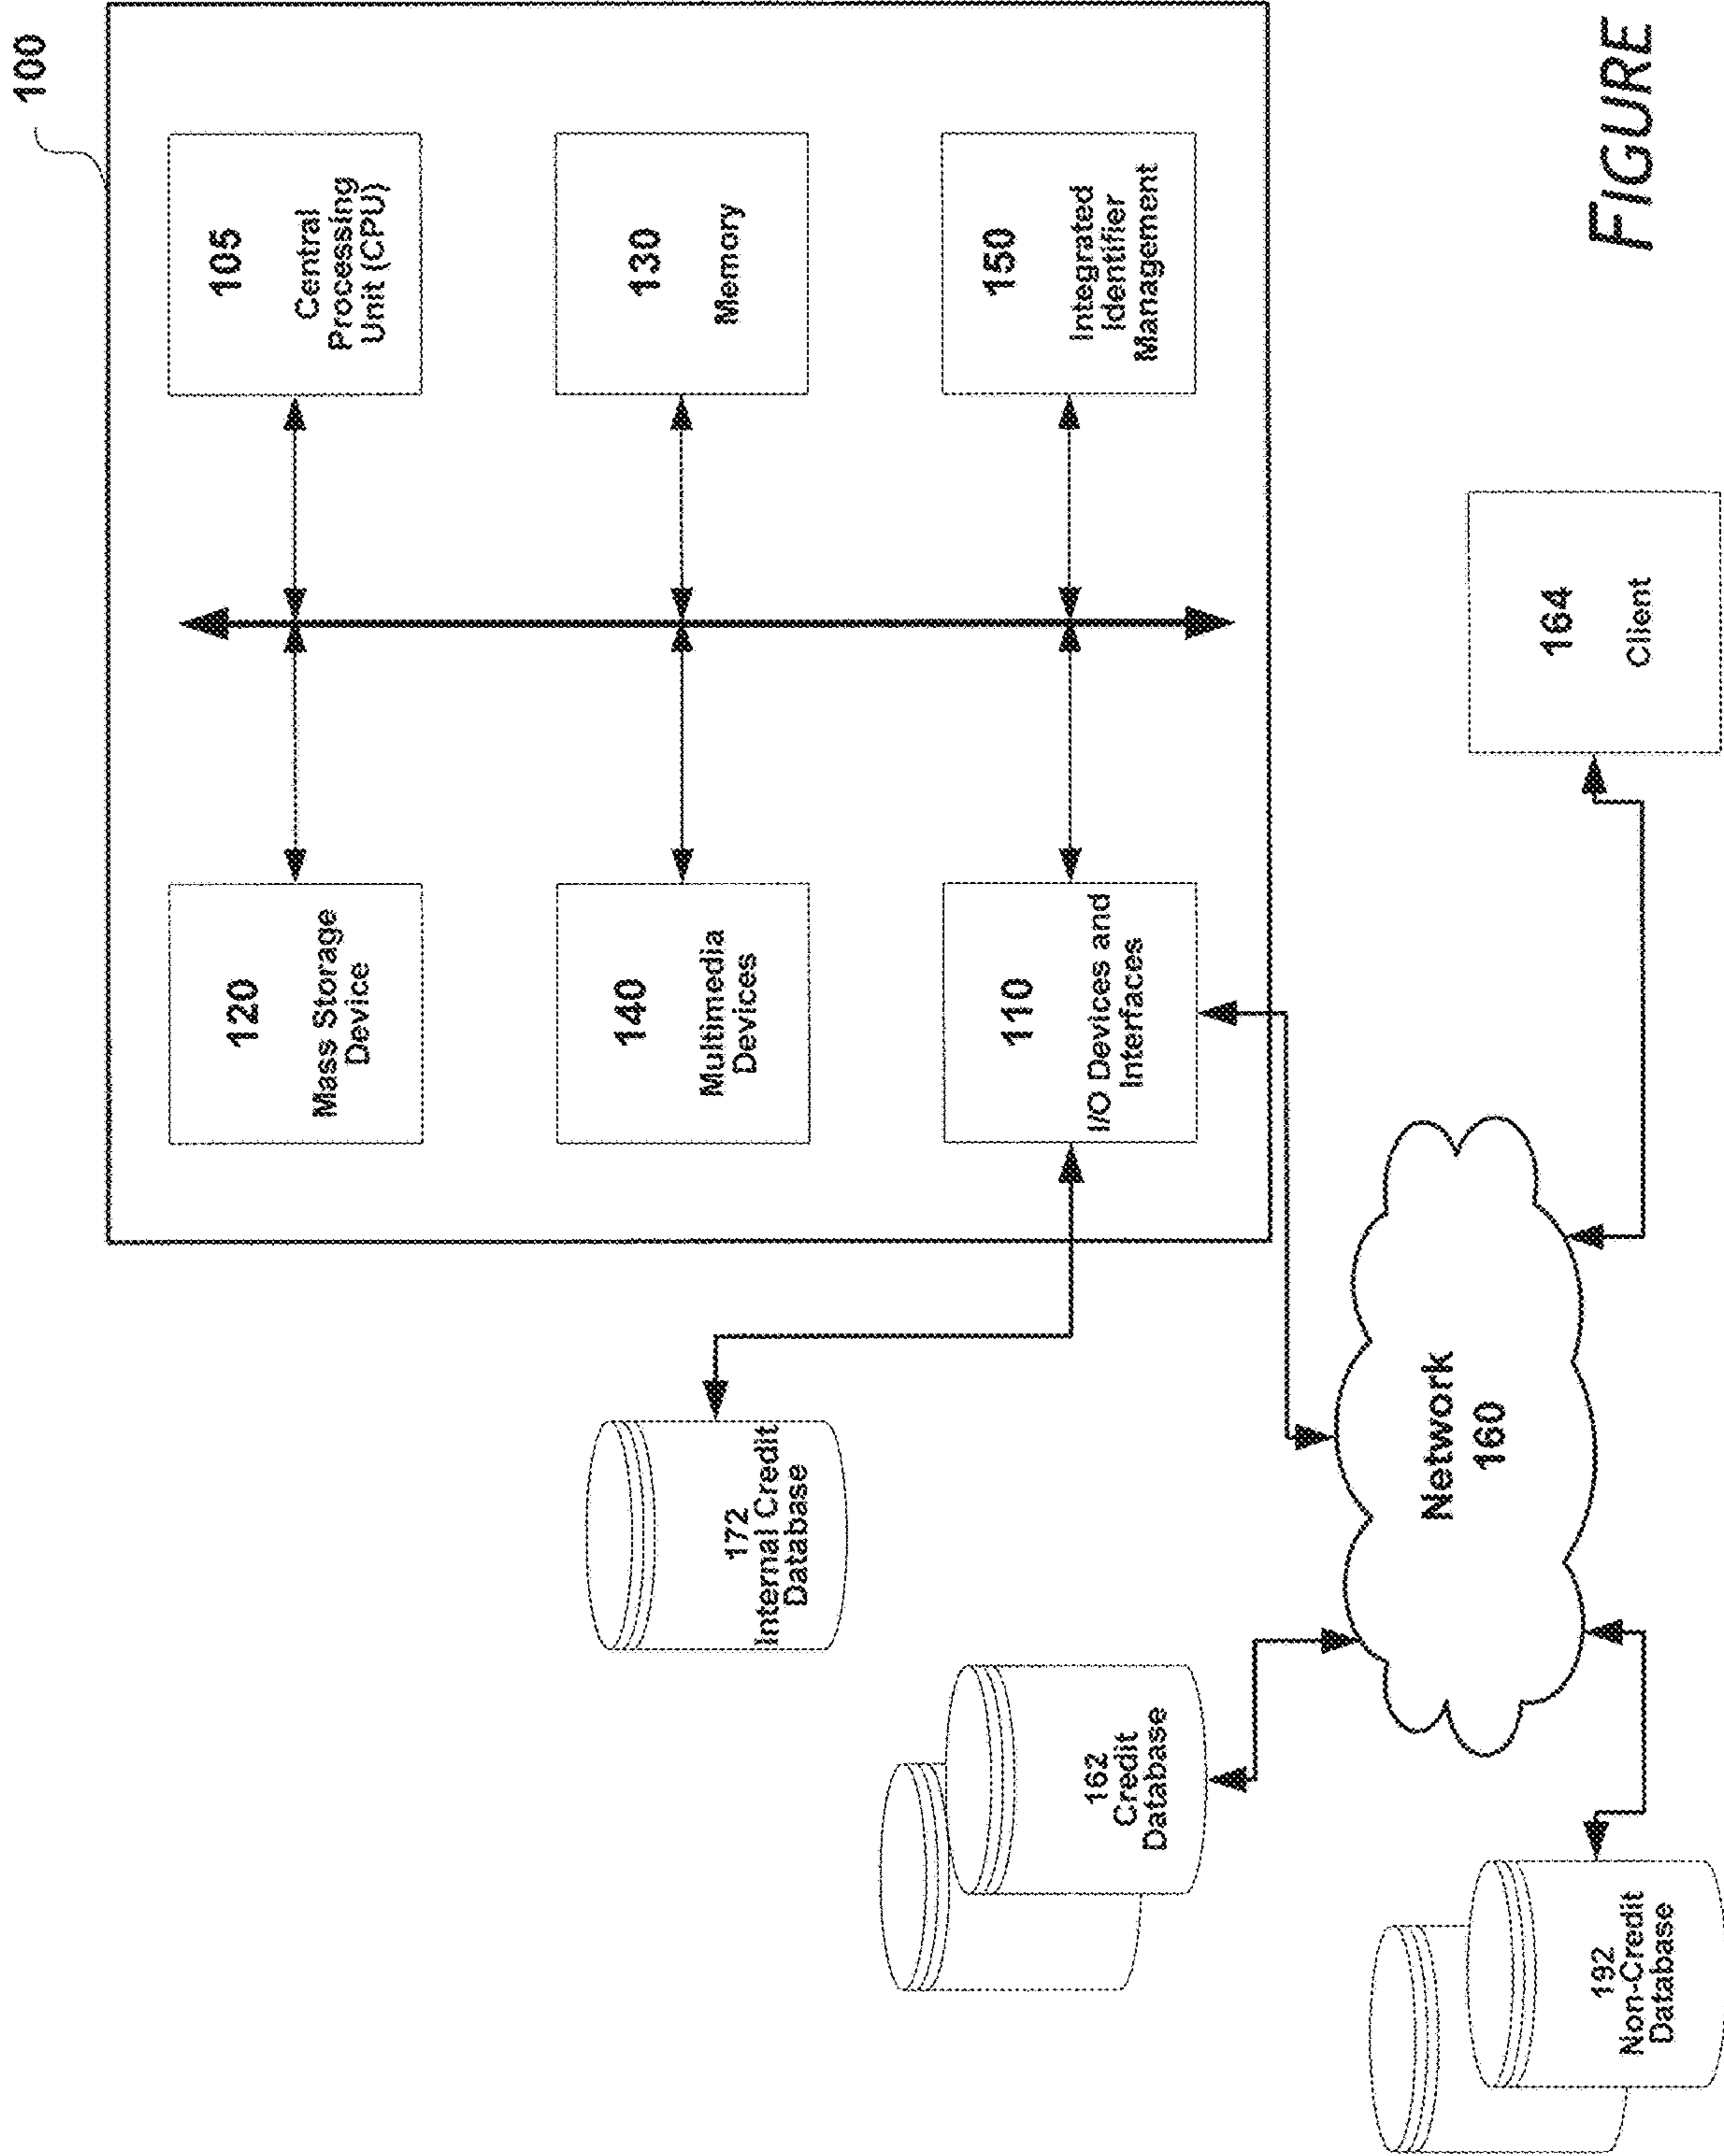 100
120
Mass Storage
Device
105
Central
Processing
Unit (CPU)
140
Multimedia
Devices
130
Memory
110
I/O Devices and
Interfaces
150
Integrated
Identifier
Management
172
Internal Credit
Database
162
Credit
Database
Network
160
192
Non-Credit
Database
164
Client
FIGURE